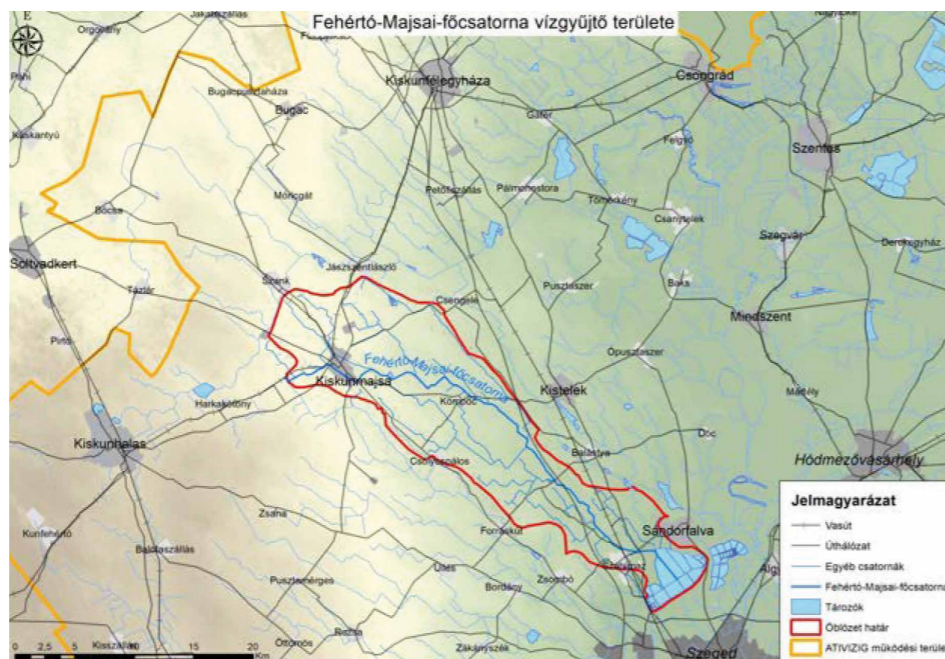 Fehértó-Majsai-főcsatorna vízgyűjtő területe
É
Orgovány
Jakabszállás
Bugacpusztaháza
Bugac
Kiskunfélegyháza
Csongrád
Gátér
Felgyő
Szentes
Móricgát
Petőfiszállás
Pálmonostora
Tömörkény
Csanytelek
Bócsa
Szegvár
Derekegyház
Soltvadkert
Jászszentlászló
Szank
Tázlár
Csengele
Pusztaszer
Baks
Mindszent
Pirtó
Ópusztaszer
Fehértó-Majsai-főcsatorna
Kiskunmajsa
Kistelek
Mártély
Harkakötöny
Kömpöc
Kiskunhalas
Dóc
Balástya
Hódmezővásárhely
Csólyospálos
Jelmagyarázat
Vasút
Úthálózat
Egyéb csatornák
Fehértó-Majsai-főcsatorna
Tározók
Öblözet határ
ATIVIZIG működési terüle
Zsana
Forráskút
Sándorfalva
Kunfehértó
Balotaszállás
Szatymaz
Alg
Üllés
Zsombó
Pusztamérges
Bordány
Ruzsa
Öttömös
Zákányszék
Kisszállás
Szeged
0 2,5 5 10 15 20
Km